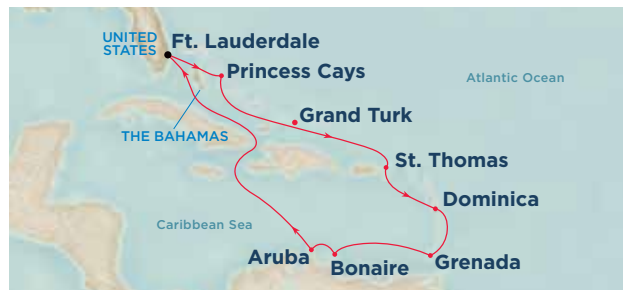 UNITED
STATES
Ft. Lauderdale
Princess Cays
Atlantic Ocean
Grand Turk
THE BAHAMAS
St. Thomas
Dominica
Caribbean Sea
Aruba
Bonaire
Grenada